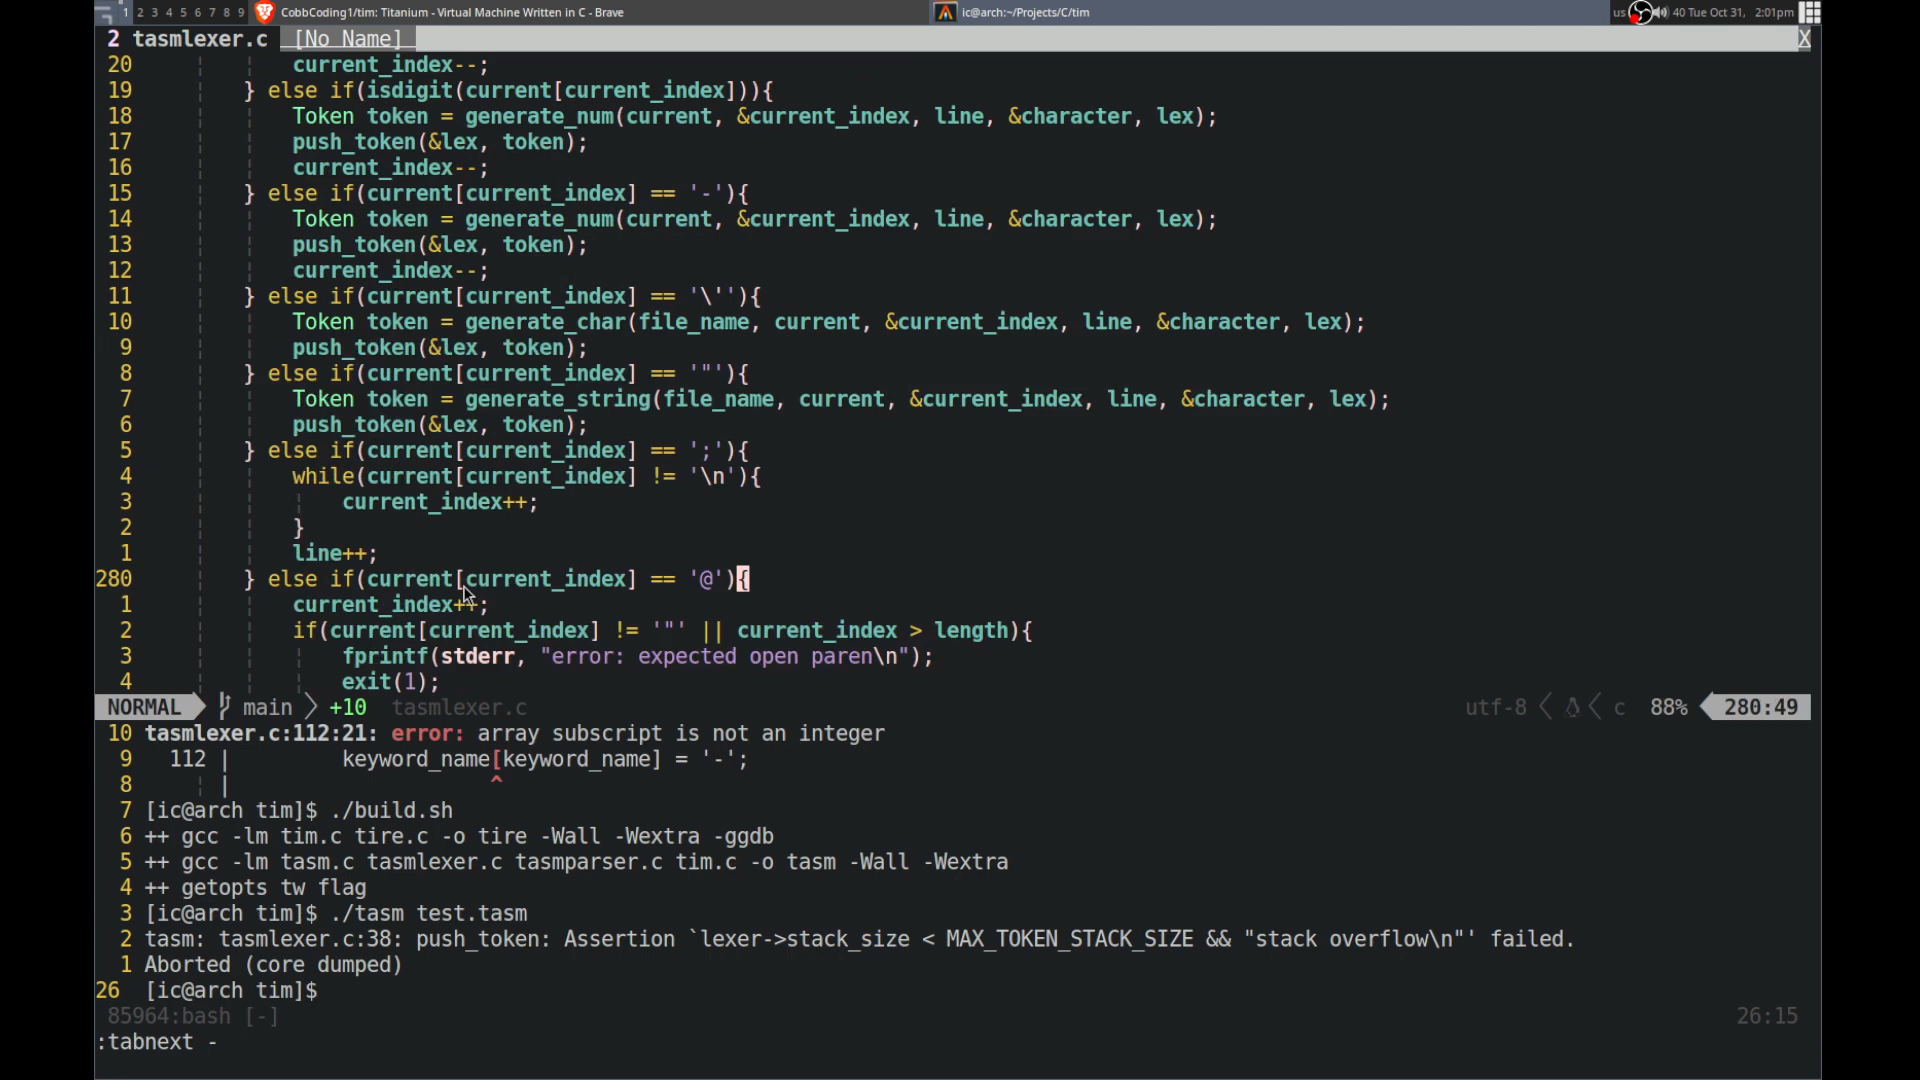 1 2 3 4 5 6 7 8 9 CobbCoding1/tim: Titanium - Virtual Machine Written in C - Brave ic@arch:~/Projects/C/tim us 40 Tue Oct 31, 2:01pm
2 tasmlexer.c [No Name] X
20 current_index--;
19 } else if(isdigit(current[current_index])){
18 Token token = generate_num(current, &current_index, line, &character, lex);
17 push_token(&lex, token);
16 current_index--;
15 } else if(current[current_index] == '-'){
14 Token token = generate_num(current, &current_index, line, &character, lex);
13 push_token(&lex, token);
12 current_index--;
11 } else if(current[current_index] == '\''){
10 Token token = generate_char(file_name, current, &current_index, line, &character, lex);
9 push_token(&lex, token);
8 } else if(current[current_index] == '"'){
7 Token token = generate_string(file_name, current, &current_index, line, &character, lex);
6 push_token(&lex, token);
5 } else if(current[current_index] == ';'){
4 while(current[current_index] != '\n'){
3 current_index++;
2 }
1 line++;
280 } else if(current[current_index] == '@'){
1 current_index++;
2 if(current[current_index] != '"' || current_index > length){
3 fprintf(stderr, "error: expected open paren\n");
4 exit(1);
NORMAL main +10 tasmlexer.c utf-8 c 88% 280:49
10 tasmlexer.c:112:21: error: array subscript is not an integer
9 112 | keyword_name[keyword_name] = '-';
8 | ^
7 [ic@arch tim]$ ./build.sh
6 ++ gcc -lm tim.c tire.c -o tire -Wall -Wextra -ggdb
5 ++ gcc -lm tasm.c tasmlexer.c tasmparser.c tim.c -o tasm -Wall -Wextra
4 ++ getopts tw flag
3 [ic@arch tim]$ ./tasm test.tasm
2 tasm: tasmlexer.c:38: push_token: Assertion `lexer->stack_size < MAX_TOKEN_STACK_SIZE && "stack overflow\n"' failed.
1 Aborted (core dumped)
26 [ic@arch tim]$
85964:bash [-] 26:15
:tabnext -